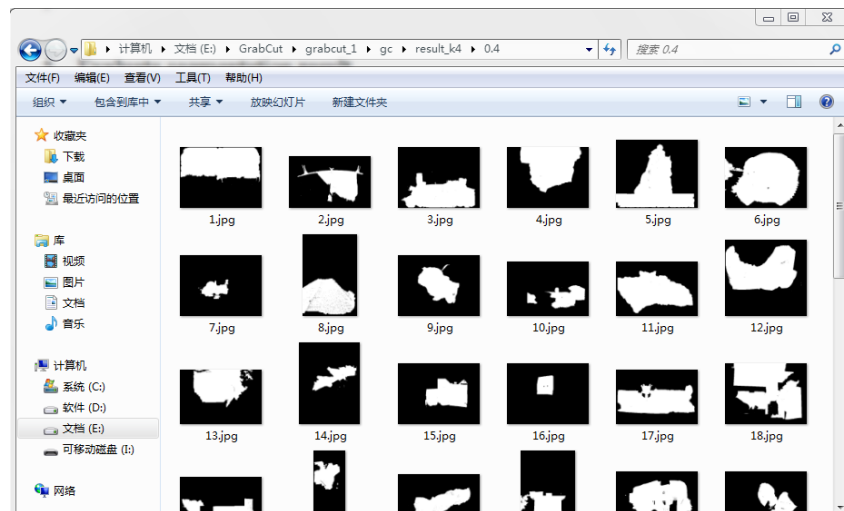 计算机 ▸ 文档 (E:) ▸ GrabCut ▸ grabcut_1 ▸ gc ▸ result_k4 ▸ 0.4
搜索 0.4
文件(F) 编辑(E) 查看(V) 工具(T) 帮助(H)
组织 包含到库中 共享 放映幻灯片 新建文件夹
收藏夹
下载
桌面
最近访问的位置
库
视频
图片
文档
音乐
计算机
系统 (C:)
软件 (D:)
文档 (E:)
可移动磁盘 (I:)
网络
1.jpg 2.jpg 3.jpg 4.jpg 5.jpg 6.jpg
7.jpg 8.jpg 9.jpg 10.jpg 11.jpg 12.jpg
13.jpg 14.jpg 15.jpg 16.jpg 17.jpg 18.jpg